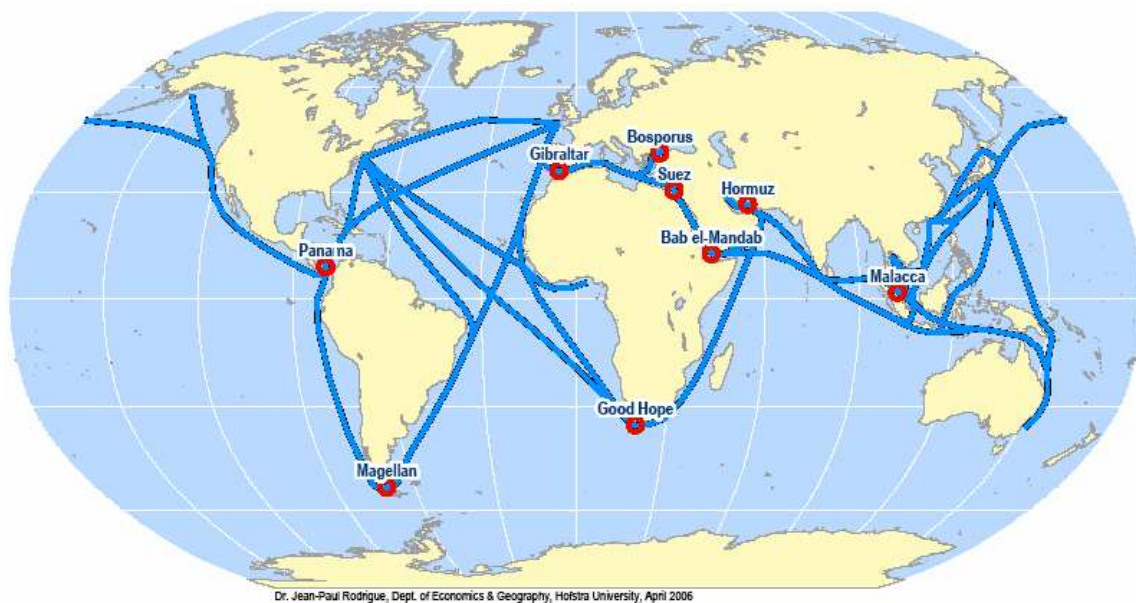 Bosporus
Gibraltar
Suez
Hormuz
Bab el-Mandab
Panama
Malacca
Good Hope
Magellan
Dr. Jean-Paul Rodrigue, Dept. of Economics & Geography, Hofstra University, April 2006